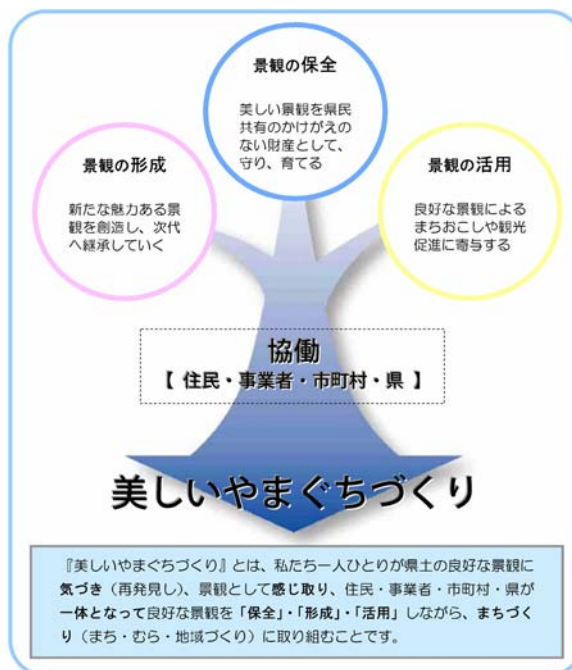 景観の保全
美しい景観を県民
共有のかけがえの
ない財産として、
守り、育てる
景観の形成
新たな魅力ある景
観を創造し、次代
へ継承していく
景観の活用
良好な景観による
まちおこしや観光
促進に寄与する
協働
【 住民・事業者・市町村・県 】
美しいやまぐちづくり
『美しいやまぐちづくり』とは、私たち一人ひとりが県土の良好な景観に
気づき（再発見し）、景観として感じ取り、住民・事業者・市町村・県が
一体となって良好な景観を「保全」・「形成」・「活用」しながら、まちづく
り（まち・むら・地域づくり）に取り組むことです。